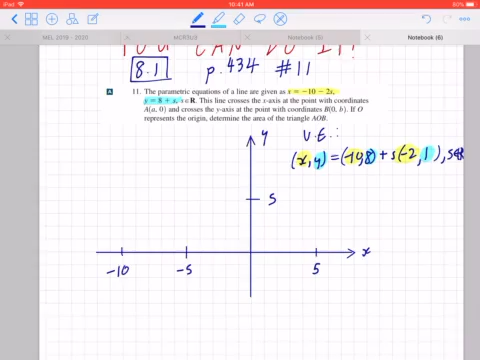 iPad
10:41 AM
80%
MEL 2019 - 2020
MCR3U3
Notebook (5)
Notebook (6)
YOU CAN DO IT!
8.1 p.434 #11
A 11. The parametric equations of a line are given as x = −10 − 2s,
y = 8 + s, s∈R. This line crosses the x-axis at the point with coordinates
A(a, 0) and crosses the y-axis at the point with coordinates B(0, b). If O
represents the origin, determine the area of the triangle AOB.
V.E.:
(x,y) = (-10,8) + s(-2, 1), s∈R
y
5
x
-10 -5 5